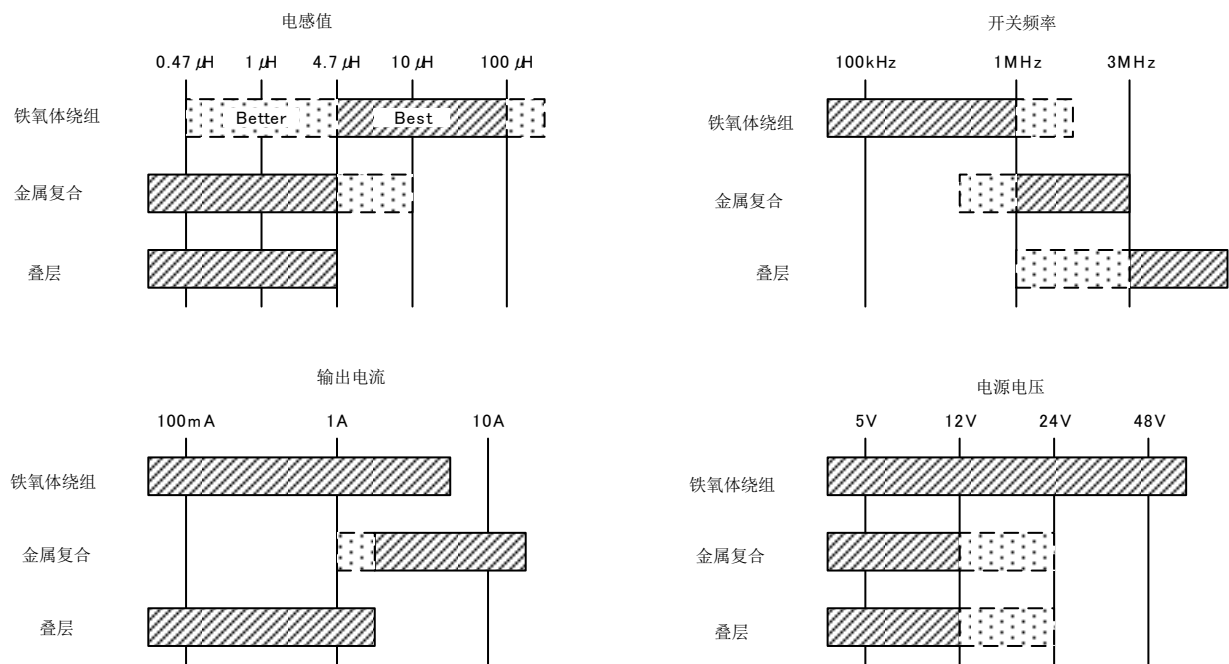 电感值
0.47 μH 1 μH 4.7 μH 10 μH 100 μH
铁氧体绕组
Better Best
金属复合
叠层
开关频率
100kHz 1MHz 3MHz
铁氧体绕组
金属复合
叠层
输出电流
100mA 1A 10A
铁氧体绕组
金属复合
叠层
电源电压
5V 12V 24V 48V
铁氧体绕组
金属复合
叠层